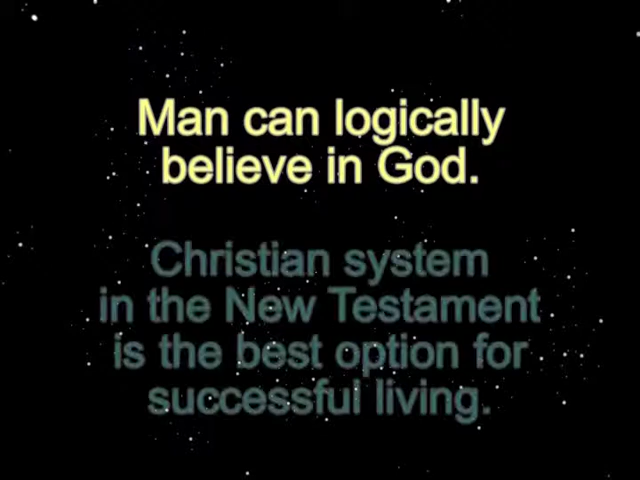 Man can logically
believe in God.
Christian system
in the New Testament
is the best option for
successful living.